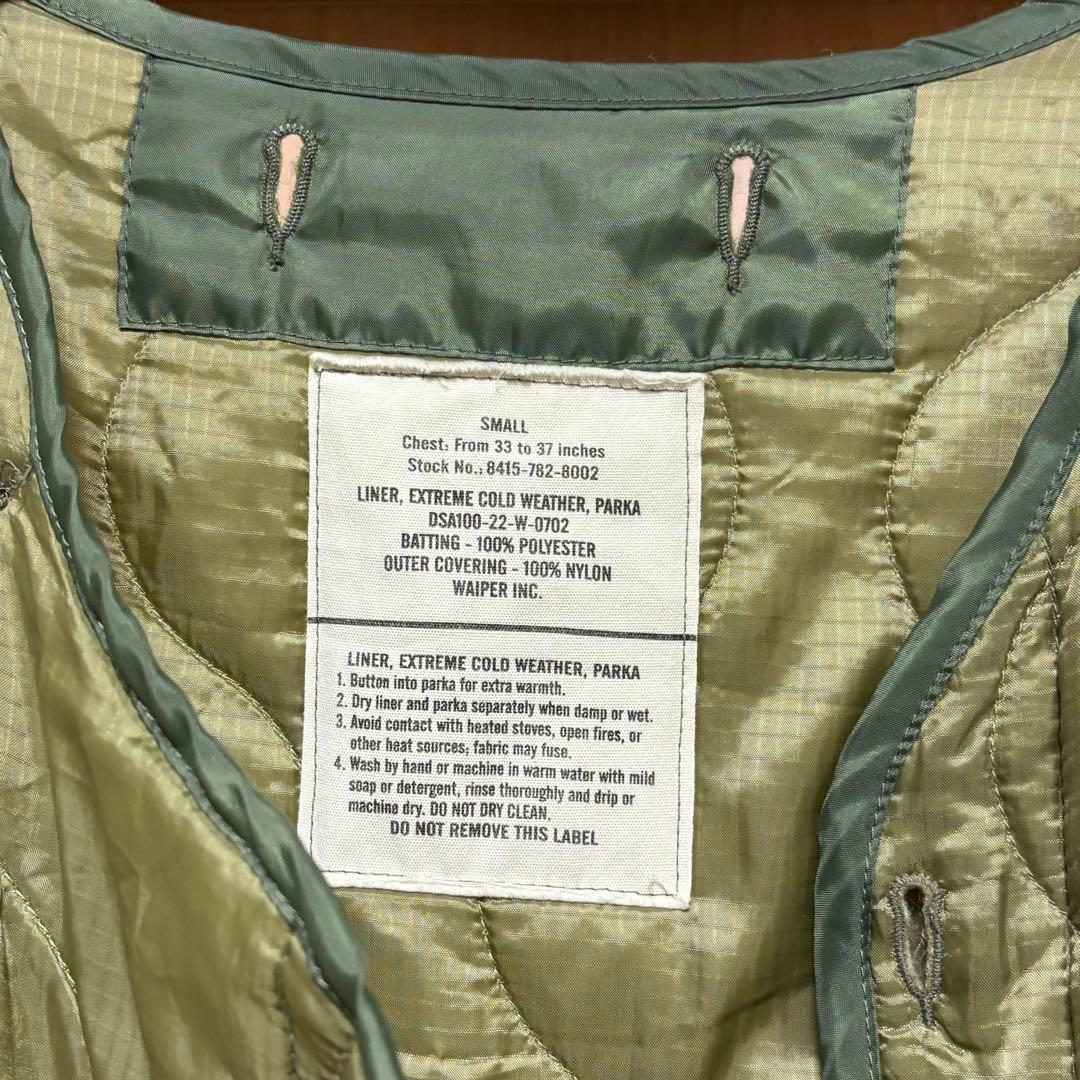 SMALL
Chest: From 33 to 37 inches
Stock No.: 8415-782-8002
LINER, EXTREME COLD WEATHER, PARKA
DSA100-22-W-0702
BATTING - 100% POLYESTER
OUTER COVERING - 100% NYLON
WAIPER INC.
LINER, EXTREME COLD WEATHER, PARKA
1. Button into parka for extra warmth.
2. Dry liner and parka separately when damp or wet.
3. Avoid contact with heated stoves, open fires, or
other heat sources; fabric may fuse.
4. Wash by hand or machine in warm water with mild
soap or detergent, rinse thoroughly and drip or
machine dry. DO NOT DRY CLEAN.
DO NOT REMOVE THIS LABEL